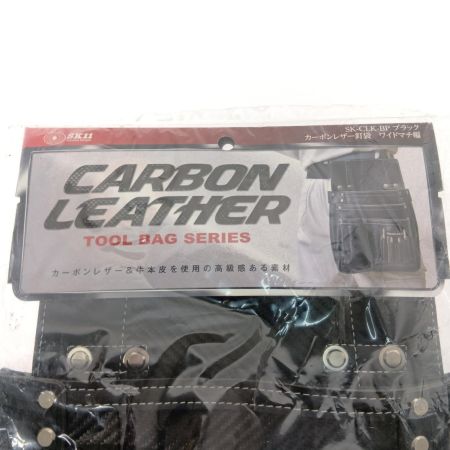 SK11
SK-CLK-BP ブラック
カーボンレザー釘袋 ワイドマチ幅
CARBON
LEATHER
TOOL BAG SERIES
カーボンレザー&牛本皮を使用の高級感ある素材